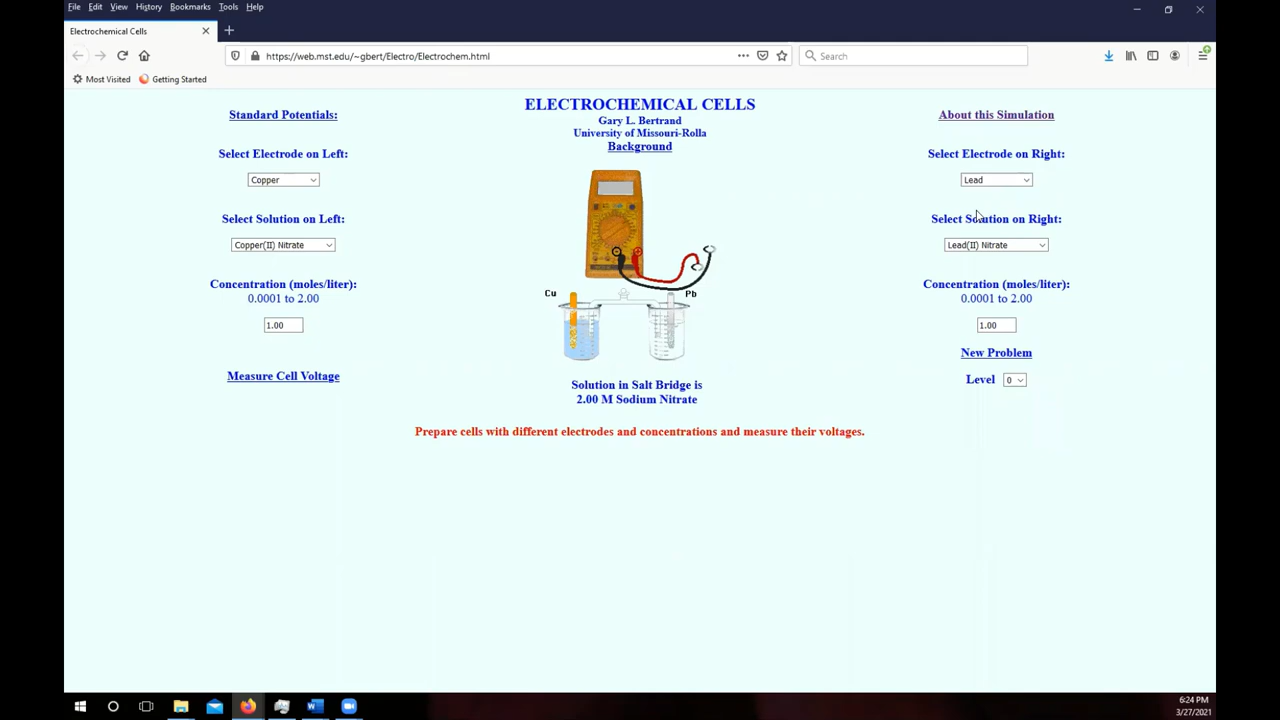 File Edit View History Bookmarks Tools Help
Electrochemical Cells
https://web.mst.edu/~gbert/Electro/Electrochem.html
Search
Most Visited Getting Started
ELECTROCHEMICAL CELLS
Gary L. Bertrand
University of Missouri-Rolla
Background
Standard Potentials:
Select Electrode on Left:
Copper
Select Solution on Left:
Copper(II) Nitrate
Concentration (moles/liter):
0.0001 to 2.00
1.00
Measure Cell Voltage
Cu
Pb
Solution in Salt Bridge is
2.00 M Sodium Nitrate
About this Simulation
Select Electrode on Right:
Lead
Select Solution on Right:
Lead(II) Nitrate
Concentration (moles/liter):
0.0001 to 2.00
1.00
New Problem
Level 0
Prepare cells with different electrodes and concentrations and measure their voltages.
6:24 PM
3/27/2021